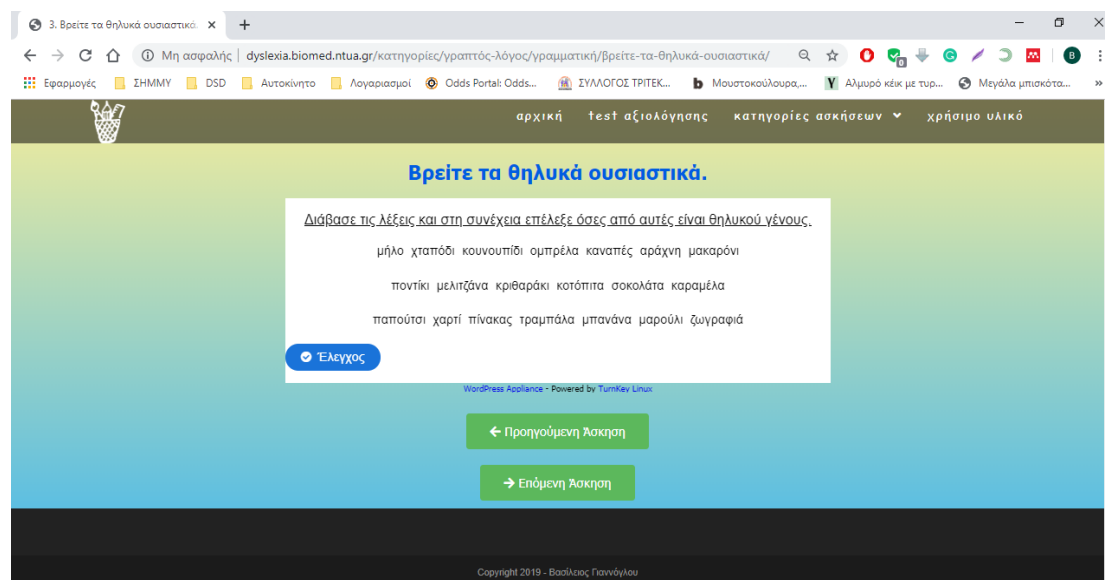 3. Βρείτε τα θηλυκά ουσιαστικά.
Μη ασφαλής | dyslexia.biomed.ntua.gr/κατηγορίες/γραπτός-λόγος/γραμματική/βρείτε-τα-θηλυκά-ουσιαστικά/
Εφαρμογές ΣΗΜΜΥ DSD Αυτοκίνητο Λογαριασμοί Odds Portal: Odds... ΣΥΛΛΟΓΟΣ ΤΡΙΤΕΚ... Μουστοκούλουρα,... Αλμυρό κέικ με τυρ... Μεγάλα μπισκότα... »
αρχική test αξιολόγησης κατηγορίες ασκήσεων χρήσιμο υλικό
Βρείτε τα θηλυκά ουσιαστικά.
Διάβασε τις λέξεις και στη συνέχεια επέλεξε όσες από αυτές είναι θηλυκού γένους.
μήλο χταπόδι κουνουπίδι ομπρέλα καναπές αράχνη μακαρόνι
ποντίκι μελιτζάνα κριθαράκι κοτόπιτα σοκολάτα καραμέλα
παπούτσι χαρτί πίνακας τραμπάλα μπανάνα μαρούλι ζωγραφιά
Έλεγχος
WordPress Appliance - Powered by TurnKey Linux
Προηγούμενη Άσκηση
Επόμενη Άσκηση
Copyright 2019 - Βασίλειος Γιαννόγλου